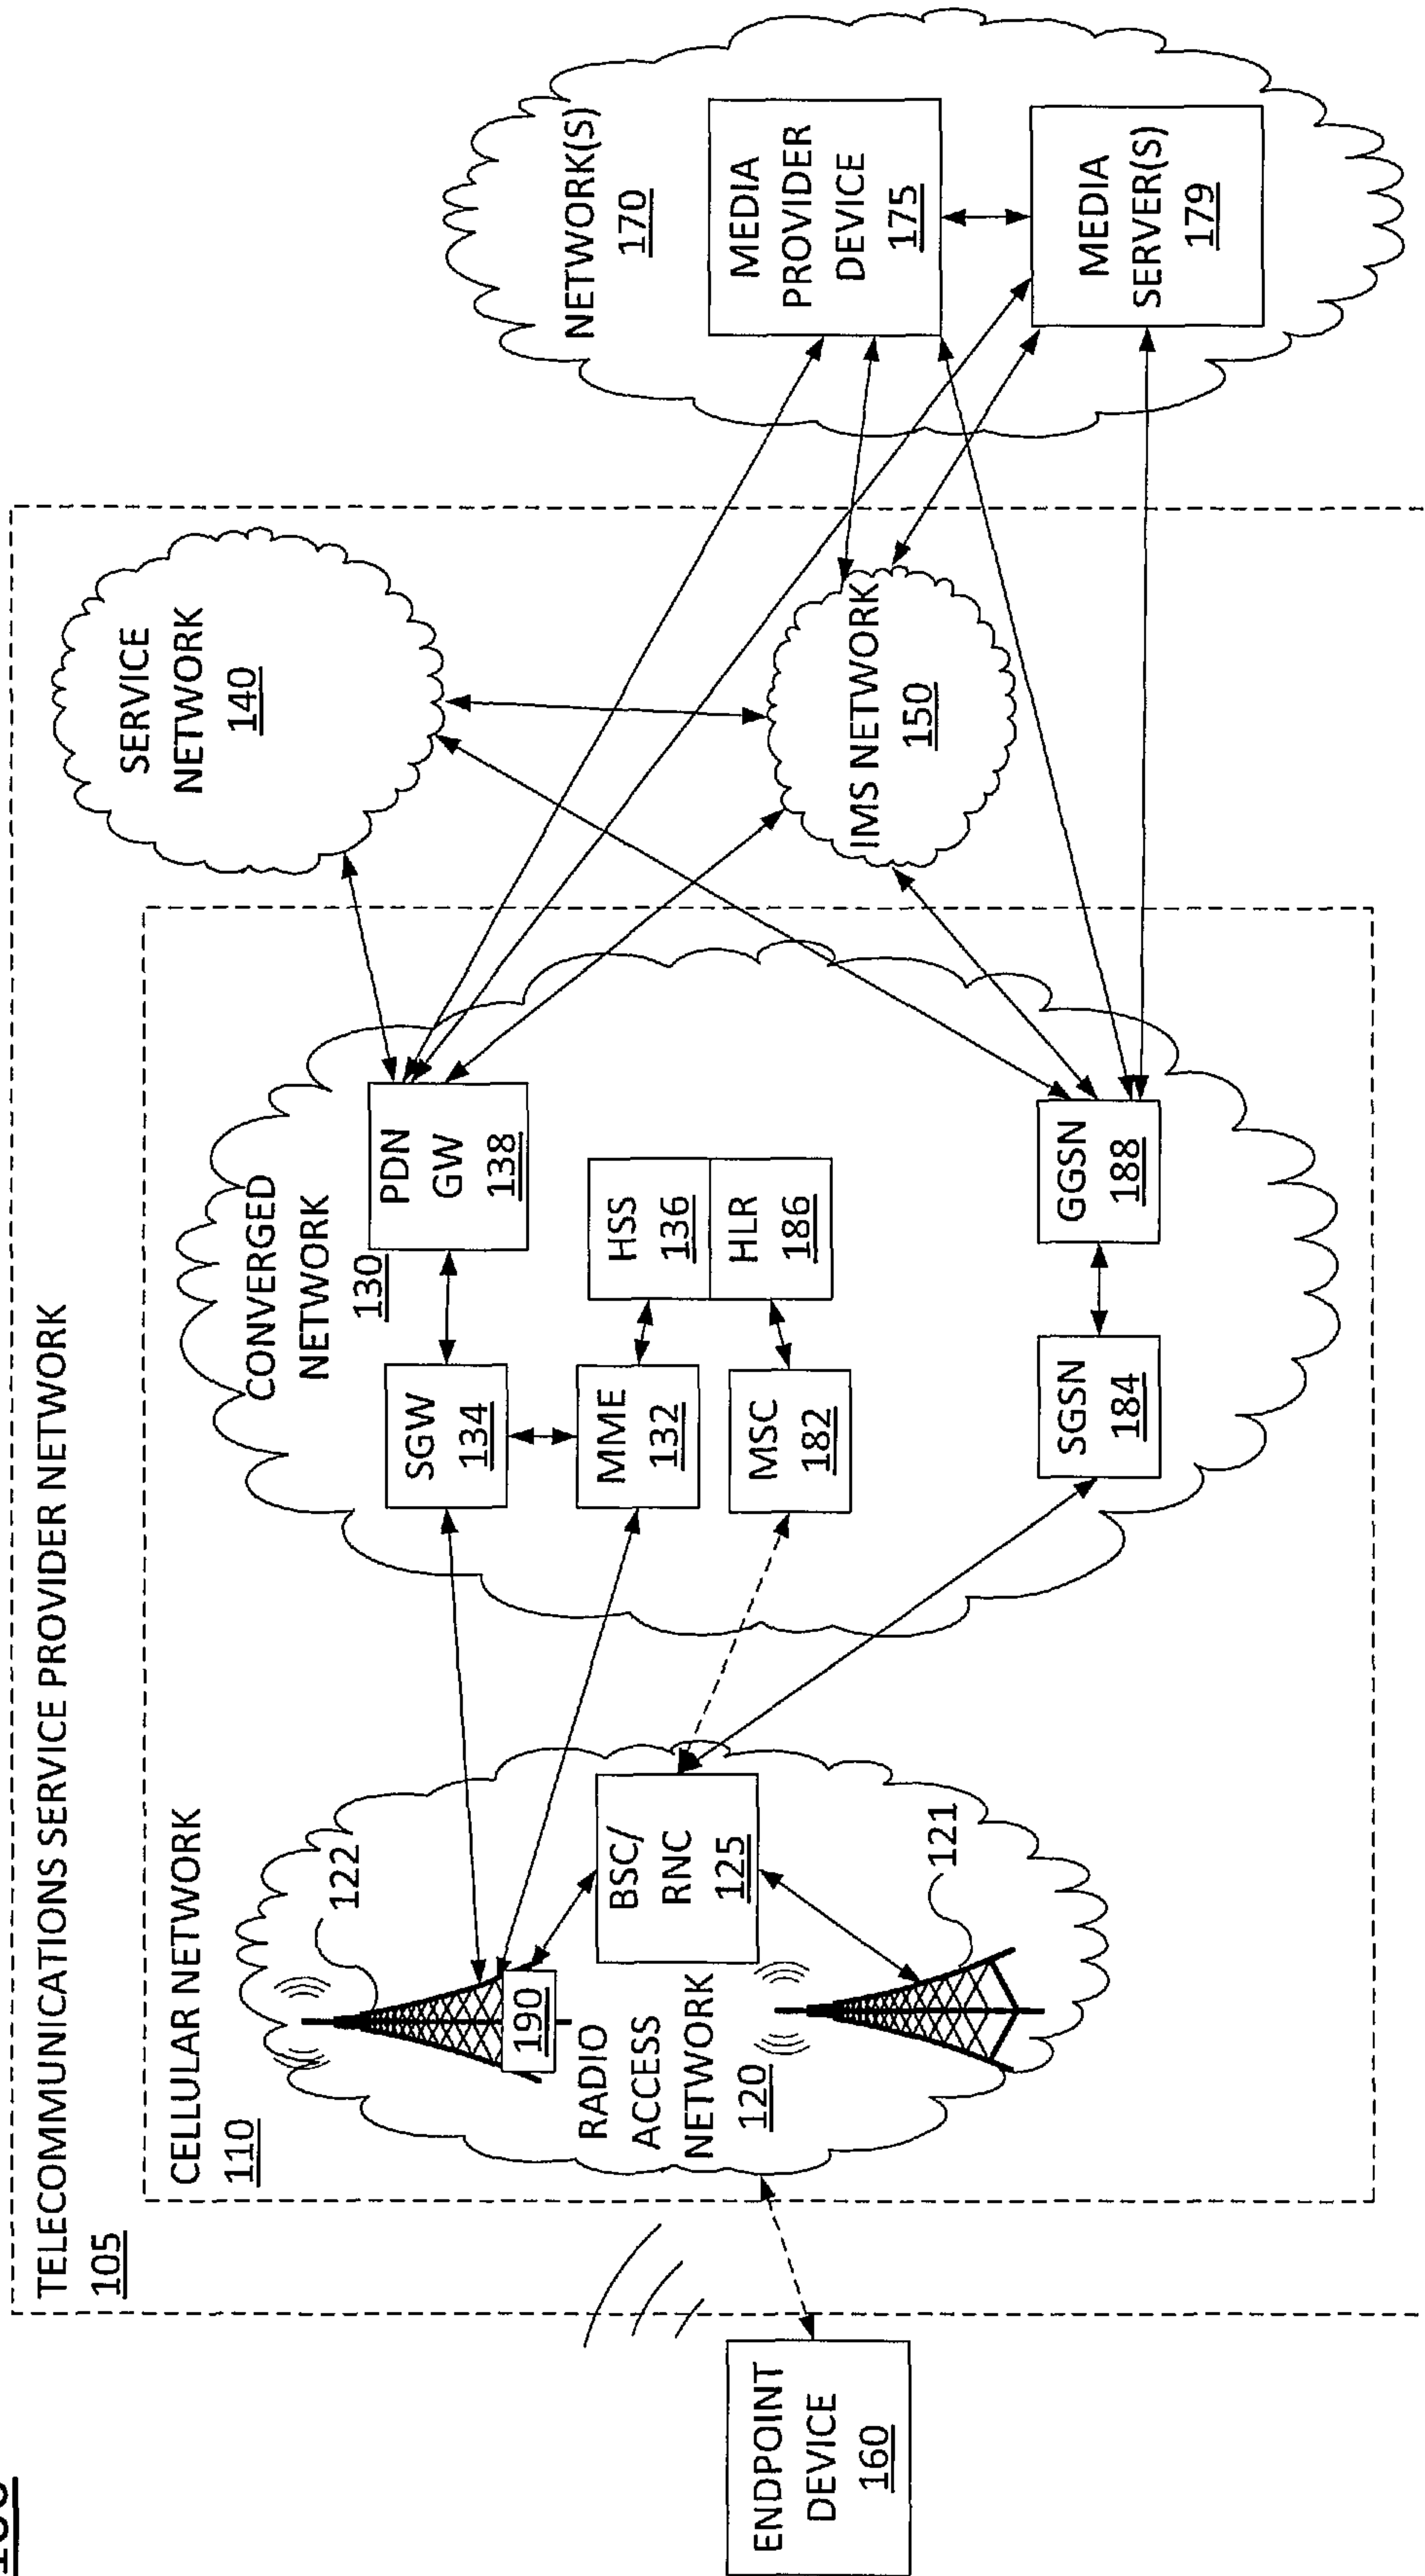 100
TELECOMMUNICATIONS SERVICE PROVIDER NETWORK
105
CELLULAR NETWORK
110
122
190
RADIO
ACCESS
NETWORK
120
BSC/
RNC
125
121
ENDPOINT
DEVICE
160
CONVERGED
NETWORK
130
SGW
134
PDN
GW
138
MME
132
HSS
136
HLR
186
MSC
182
SGSN
184
GGSN
188
SERVICE
NETWORK
140
IMS NETWORK
150
NETWORK(S)
170
MEDIA
PROVIDER
DEVICE
175
MEDIA
SERVER(S)
179